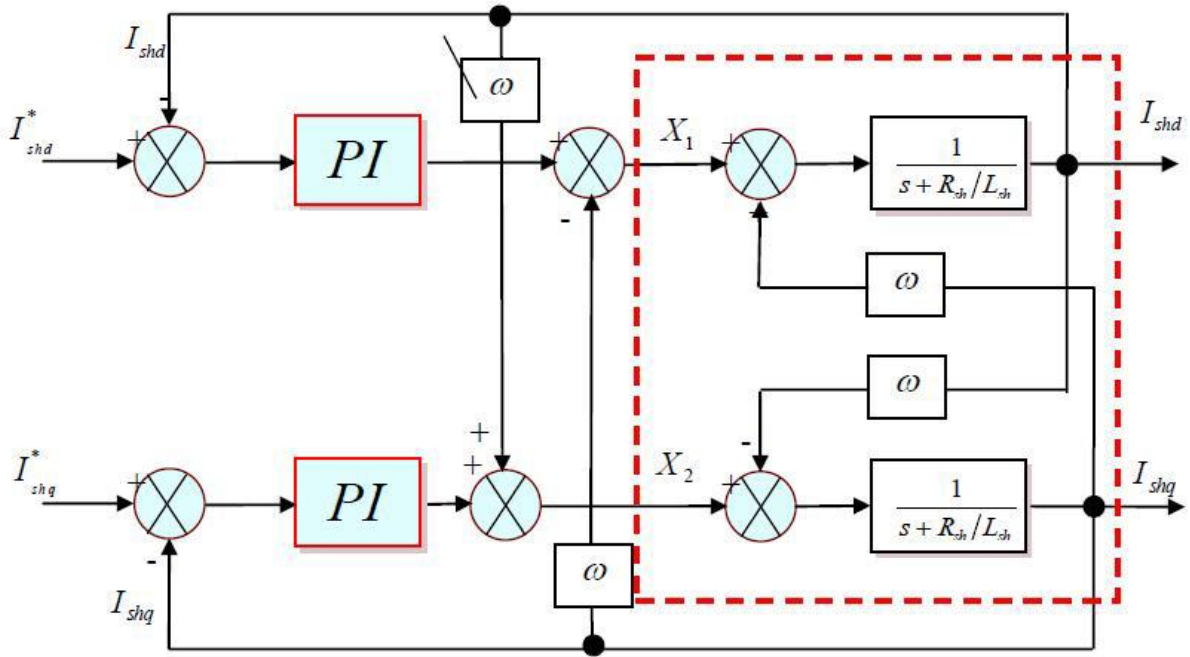 I_shd
ω
-
I*_shd
+
PI
+
-
X_1
+
+
1
s + R_sh/L_sh
I_shd
ω
ω
+
+
-
I*_shq
+
PI
X_2
+
1
s + R_sh/L_sh
I_shq
-
ω
I_shq